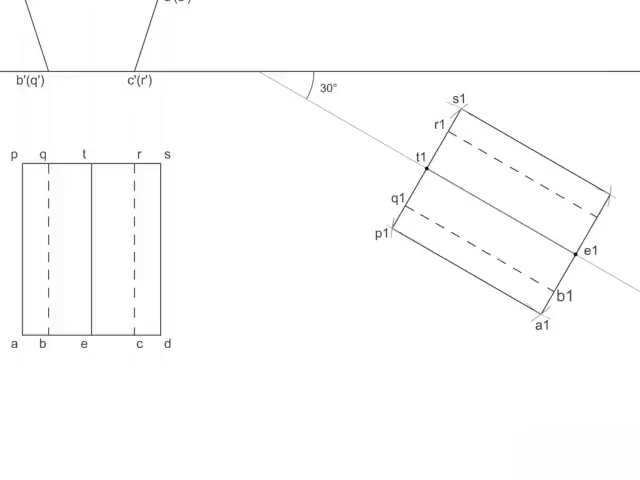 b'(q')
c'(r')
30°
s1
r1
p q t r s
t1
q1
p1
e1
b1
a1
a b e c d